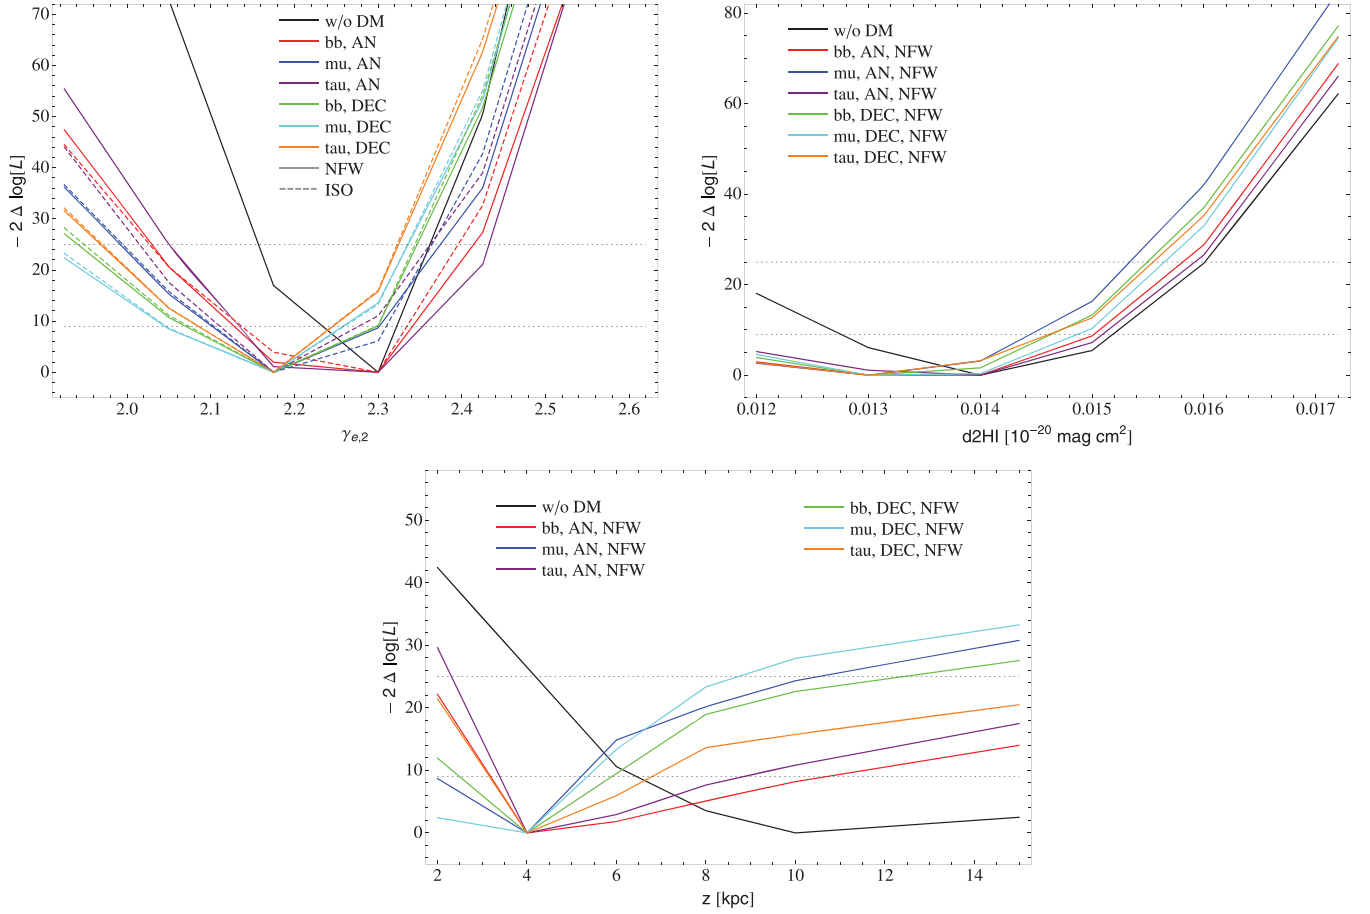 − 2 Δ log[L]
70
60
50
40
30
20
10
0
w/o DM
bb, AN
mu, AN
tau, AN
bb, DEC
mu, DEC
tau, DEC
NFW
ISO
2.0 2.1 2.2 2.3 2.4 2.5 2.6
γe,2
− 2 Δ log[L]
80
60
40
20
0
w/o DM
bb, AN, NFW
mu, AN, NFW
tau, AN, NFW
bb, DEC, NFW
mu, DEC, NFW
tau, DEC, NFW
0.012 0.013 0.014 0.015 0.016 0.017
d2HI [10⁻²⁰ mag cm²]
− 2 Δ log[L]
50
40
30
20
10
0
w/o DM
bb, AN, NFW
mu, AN, NFW
tau, AN, NFW
bb, DEC, NFW
mu, DEC, NFW
tau, DEC, NFW
2 4 6 8 10 12 14
z [kpc]